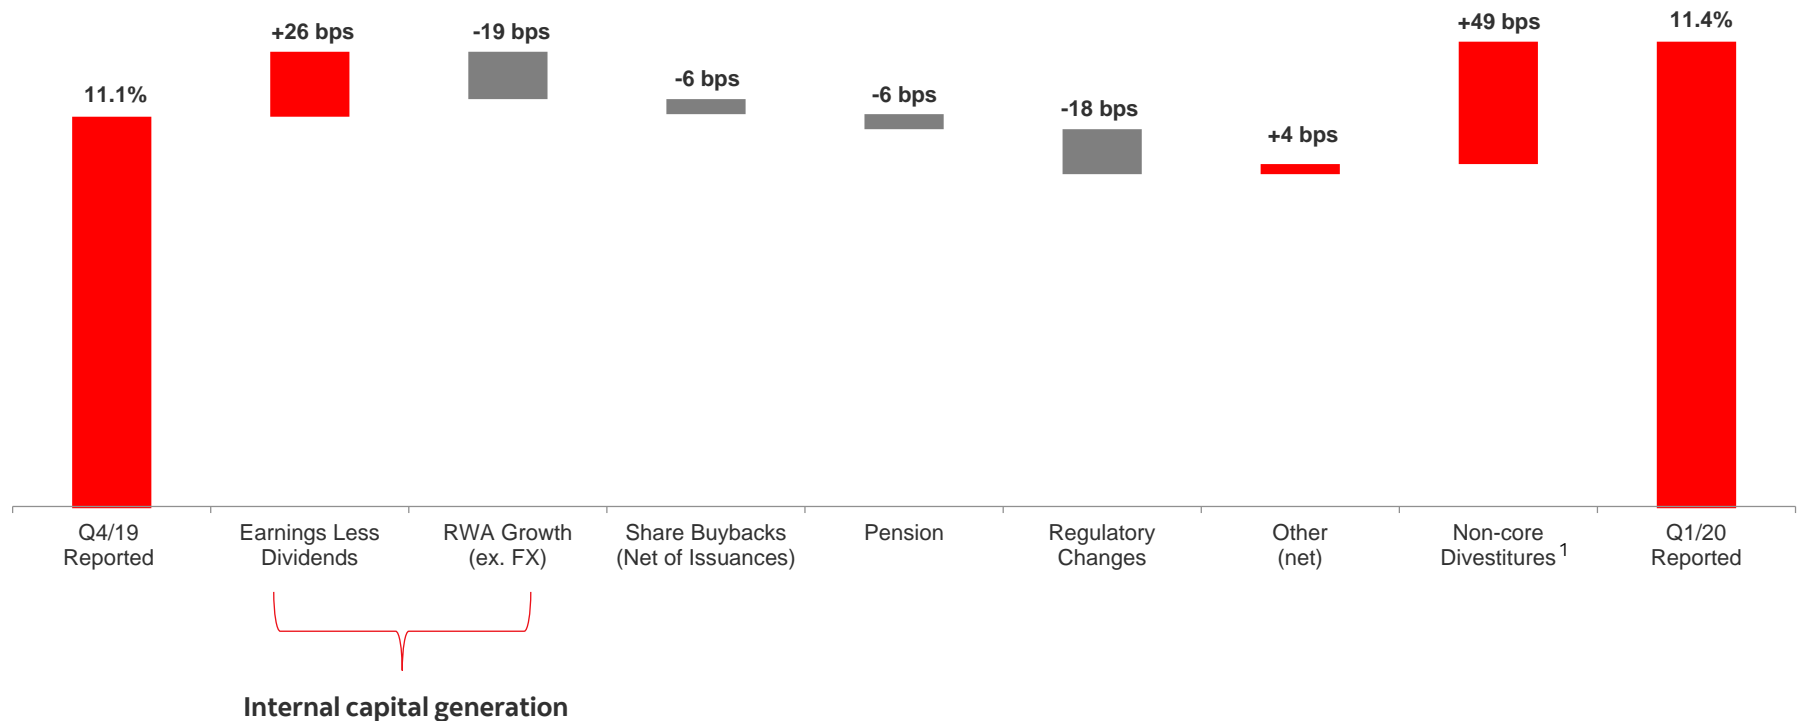 11.1%
+26 bps
-19 bps
-6 bps
-6 bps
-18 bps
+4 bps
+49 bps
11.4%
Q4/19
Reported
Earnings Less
Dividends
RWA Growth
(ex. FX)
Share Buybacks
(Net of Issuances)
Pension
Regulatory
Changes
Other
(net)
Non-core
Divestitures 1
Q1/20
Reported
Internal capital generation